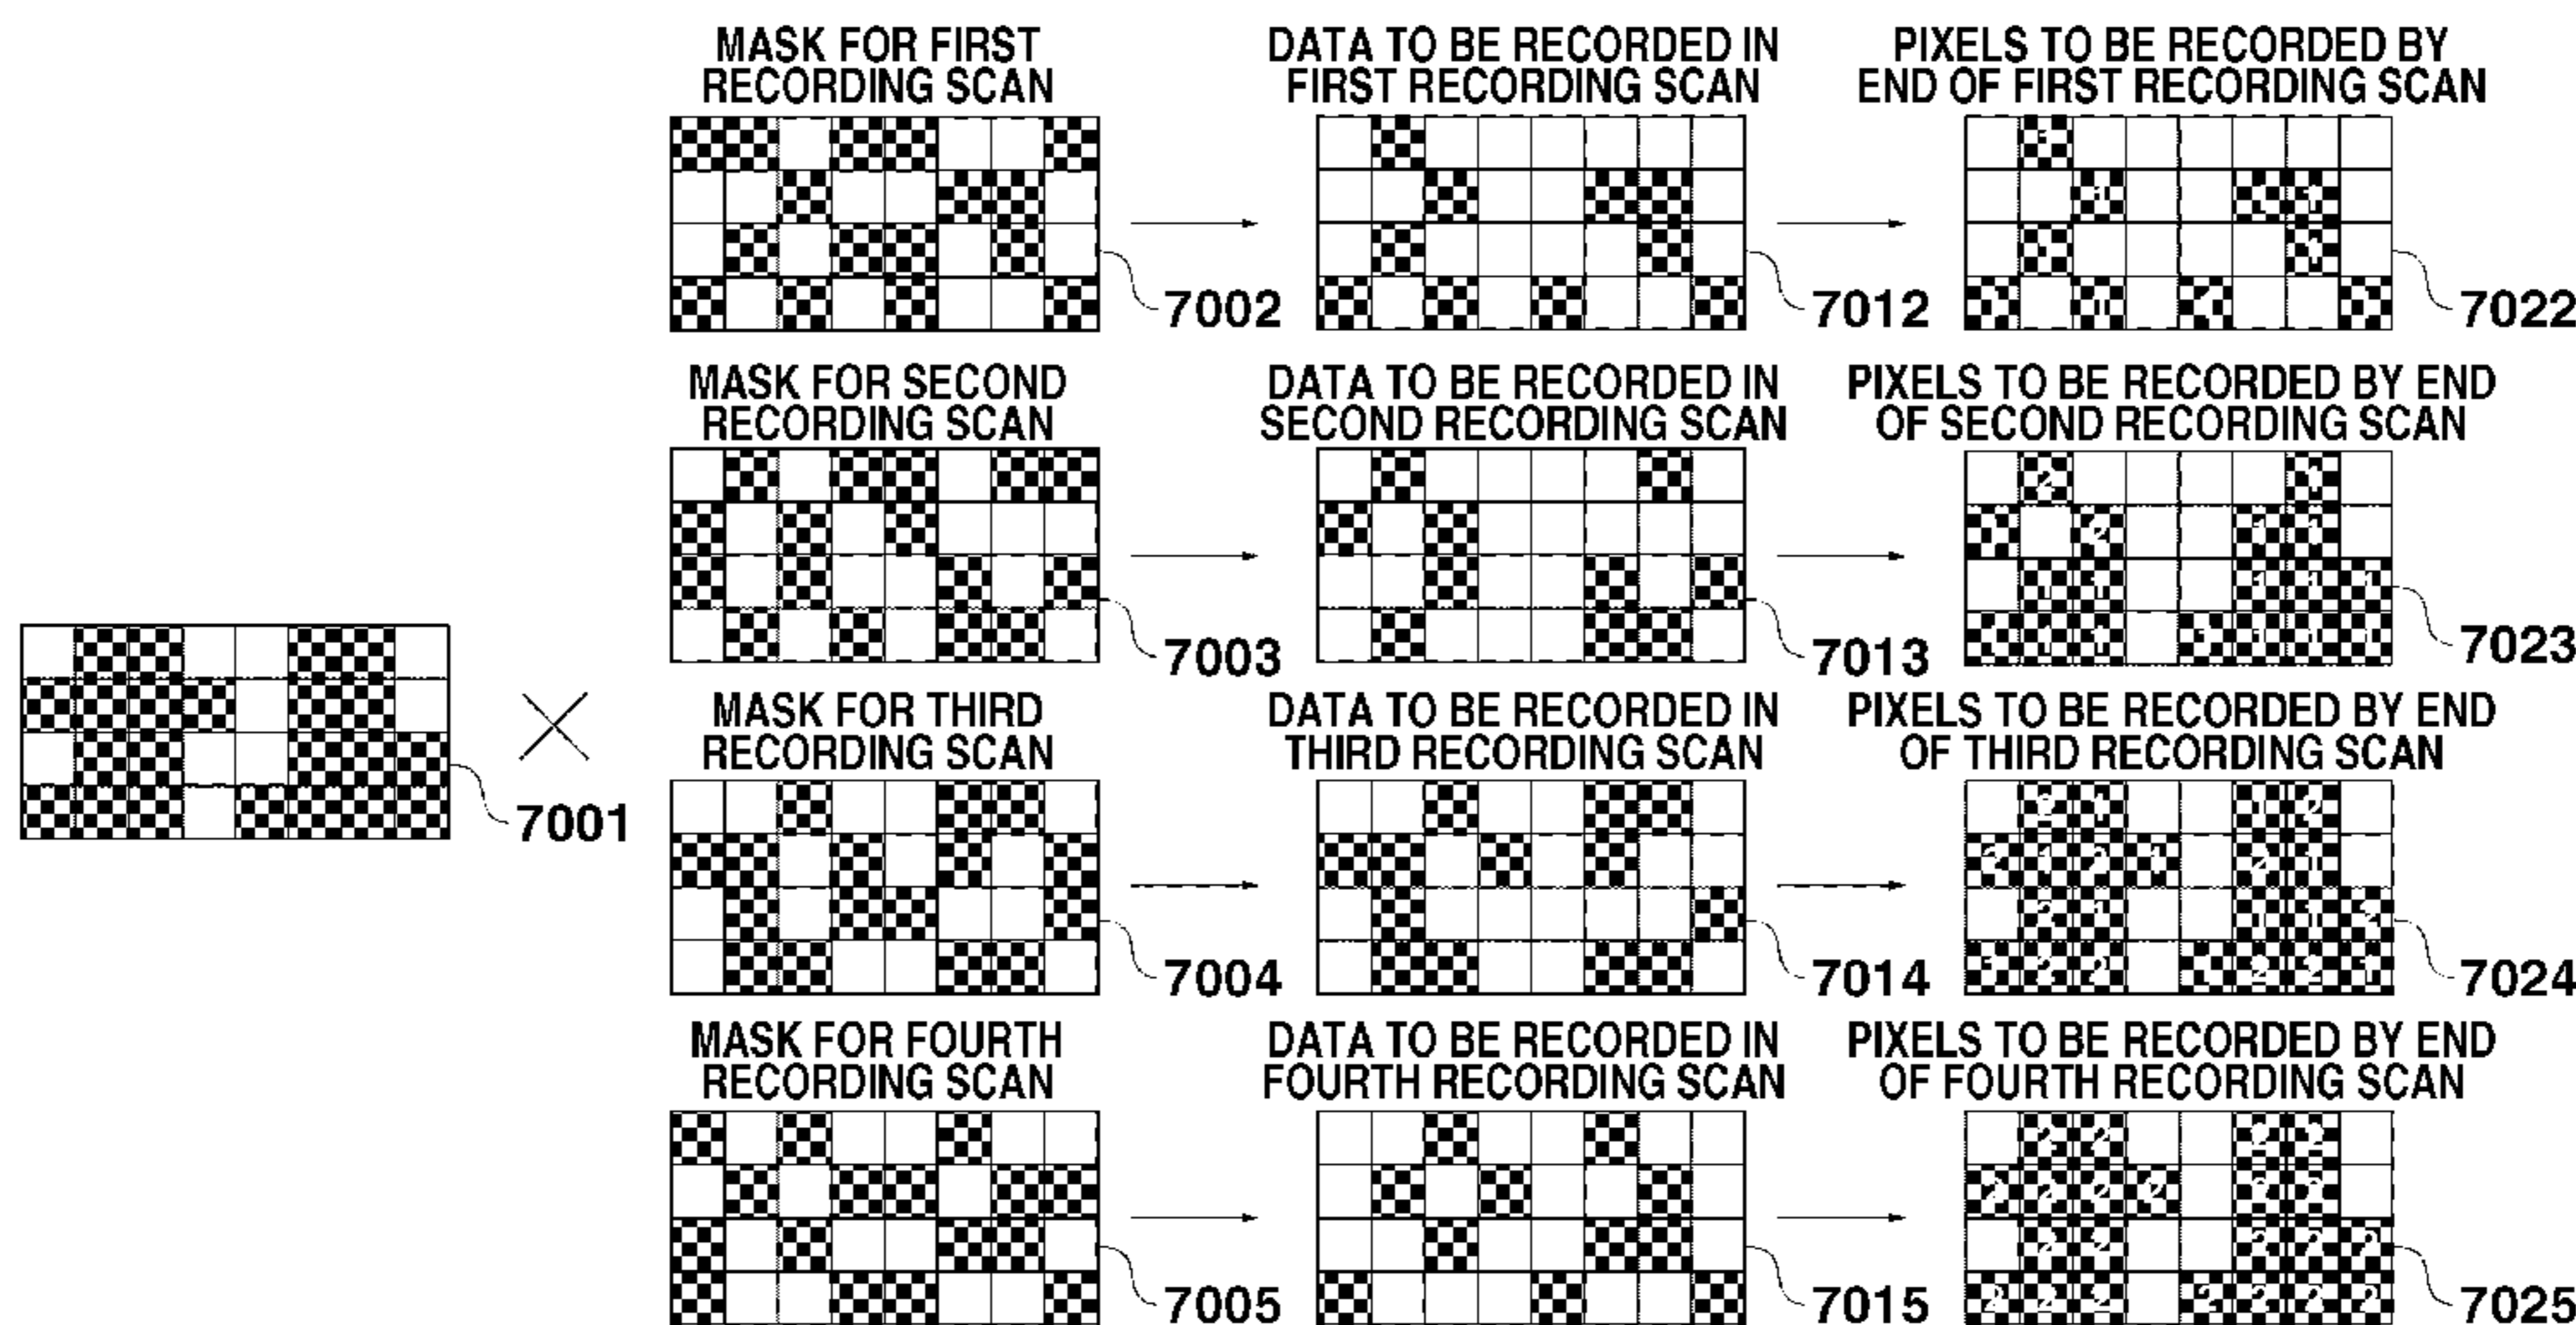 MASK FOR FIRST
RECORDING SCAN
DATA TO BE RECORDED IN
FIRST RECORDING SCAN
PIXELS TO BE RECORDED BY
END OF FIRST RECORDING SCAN
7002
7012
7022
MASK FOR SECOND
RECORDING SCAN
DATA TO BE RECORDED IN
SECOND RECORDING SCAN
PIXELS TO BE RECORDED BY END
OF SECOND RECORDING SCAN
7003
7013
7023
7001
MASK FOR THIRD
RECORDING SCAN
DATA TO BE RECORDED IN
THIRD RECORDING SCAN
PIXELS TO BE RECORDED BY END
OF THIRD RECORDING SCAN
7004
7014
7024
MASK FOR FOURTH
RECORDING SCAN
DATA TO BE RECORDED IN
FOURTH RECORDING SCAN
PIXELS TO BE RECORDED BY END
OF FOURTH RECORDING SCAN
7005
7015
7025